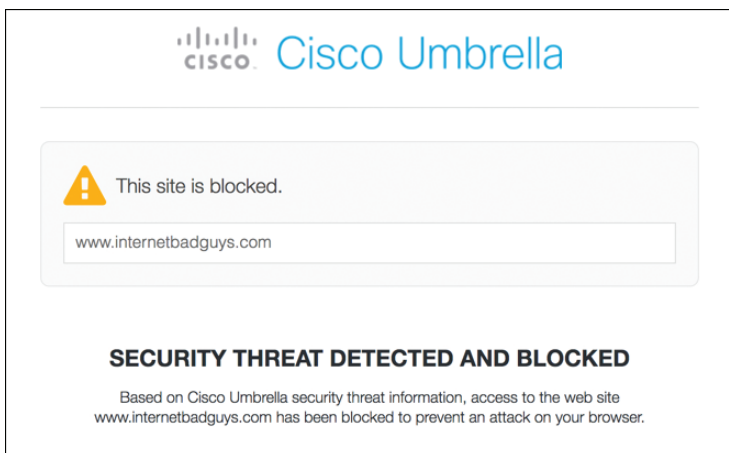 cisco. Cisco Umbrella
This site is blocked.
www.internetbadguys.com
SECURITY THREAT DETECTED AND BLOCKED
Based on Cisco Umbrella security threat information, access to the web site
www.internetbadguys.com has been blocked to prevent an attack on your browser.